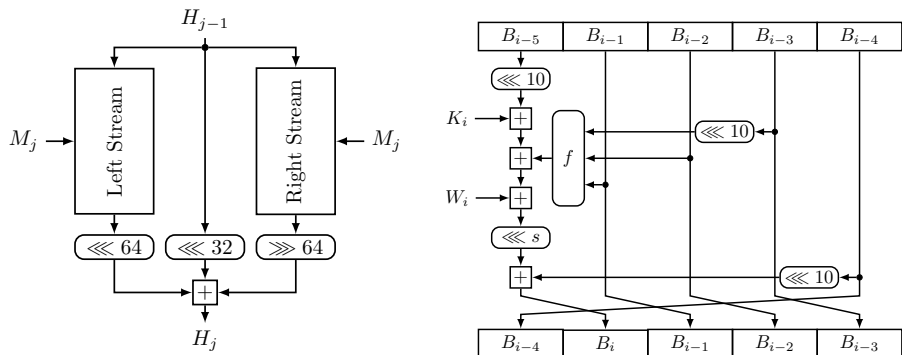 H_{j−1}
M_j
Left Stream
Right Stream
M_j
⋘ 64
⋘ 32
⋙ 64
+
H_j
B_{i−5} B_{i−1} B_{i−2} B_{i−3} B_{i−4}
⋘ 10
K_i
+
f
⋘ 10
+
W_i
+
⋘ s
+
⋘ 10
B_{i−4} B_i B_{i−1} B_{i−2} B_{i−3}